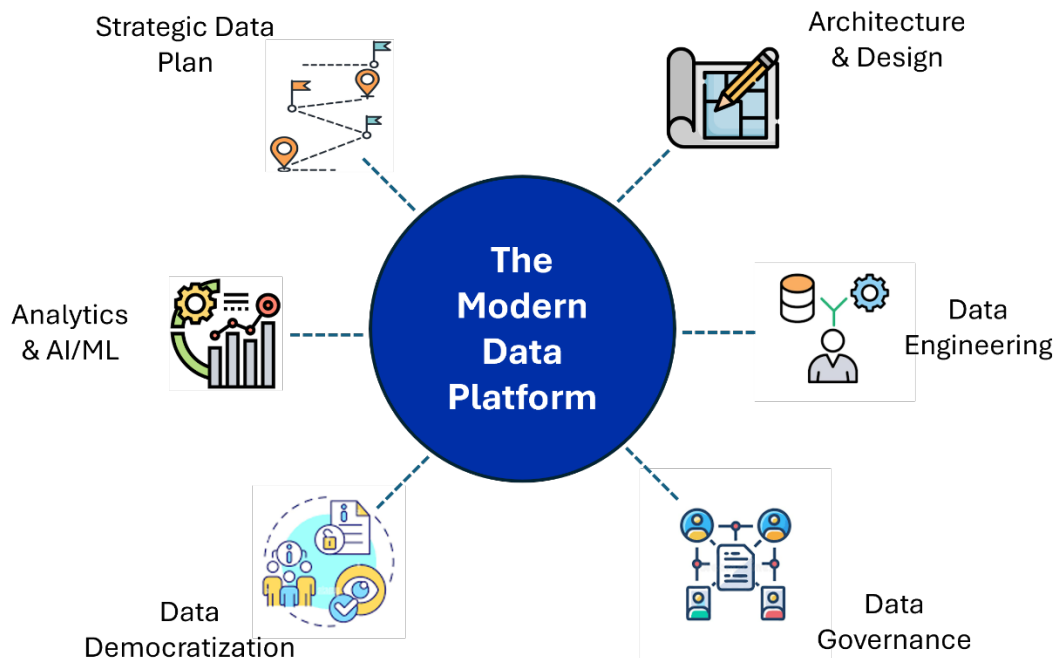 Strategic Data
Plan
Architecture
& Design
The
Modern
Data
Platform
Analytics
& AI/ML
Data
Engineering
Data
Democratization
Data
Governance